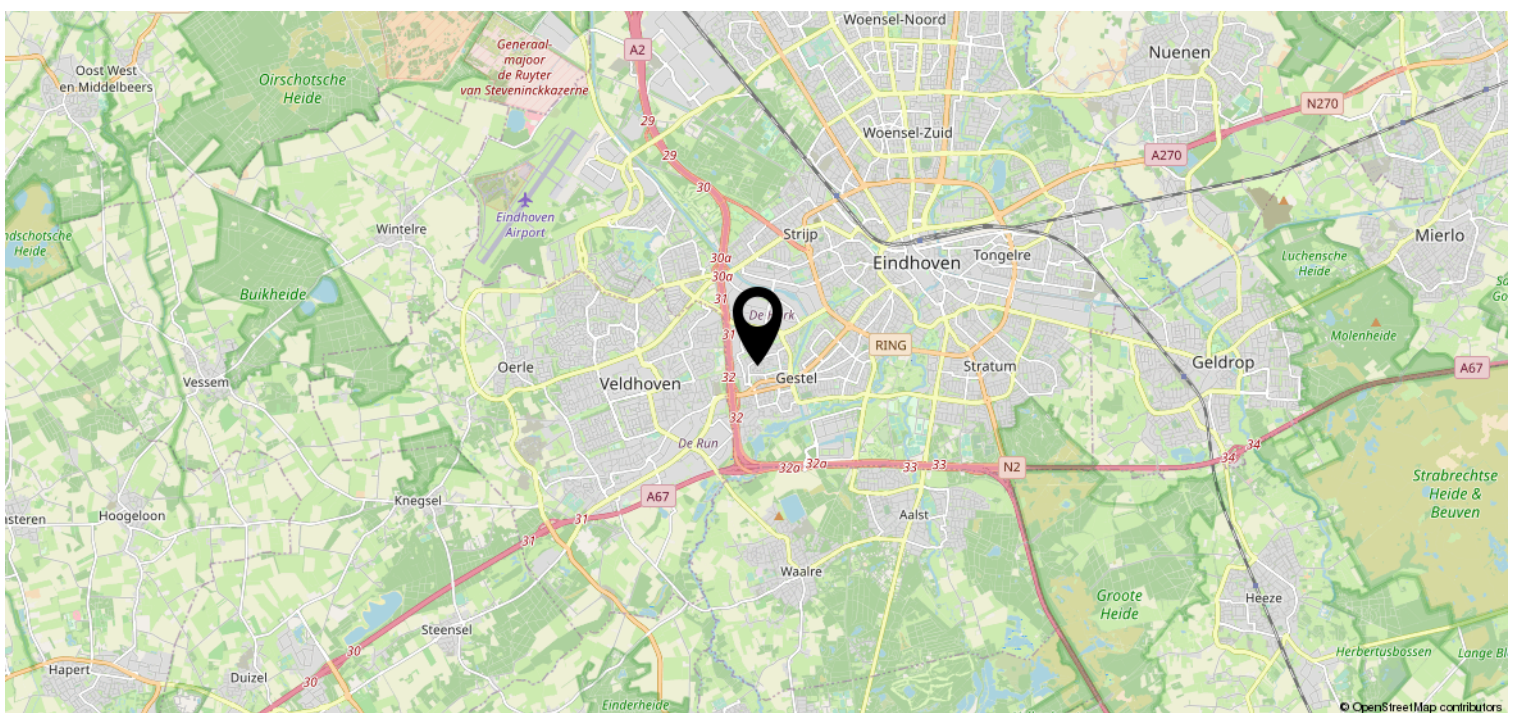 Woensel-Noord
A2
Generaal-
majoor
de Ruyter
van Steveninckkazerne
Nuenen
Oost West
en Middelbeers
Oirschotsche
Heide
N270
29
Woensel-Zuid
29
A270
30
Eindhoven
Airport
Wintelre
Strijp
Mierlo
ndschotsche
Heide
30a
Eindhoven
Tongelre
Luchensche
Heide
30a
Buikheide
31
31
RING
Molenheide
Oerle
Geldrop
A67
Vessem
Veldhoven
32
Gestel
Stratum
32
De Run
34
34
32a
32a
33
33
N2
Strabrechtse
Heide &
Beuven
A67
Knegsel
nsteren
Hoogeloon
31
31
Aalst
Waalre
Groote
Heide
Heeze
Steensel
30
Herbertusbossen
Hapert
Duizel
30
Einderheide
© OpenStreetMap contributors